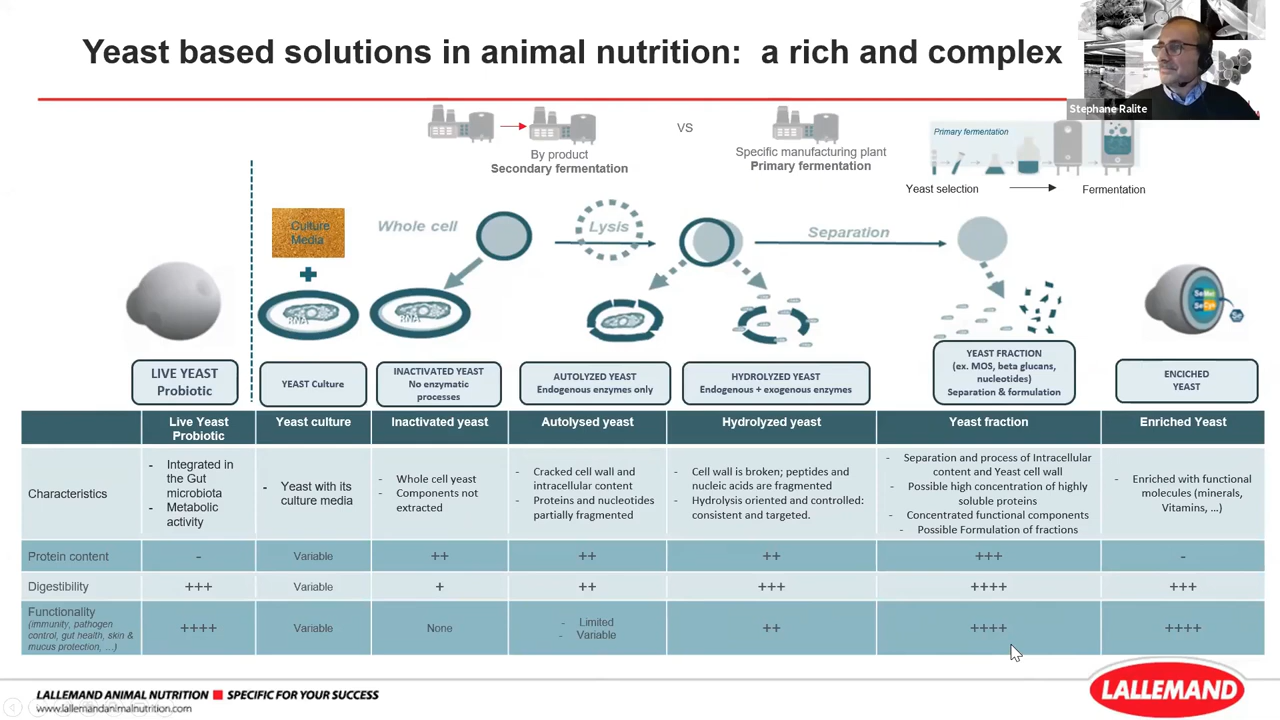 Yeast based solutions in animal nutrition: a rich and complex
Stephane Ralite
By product
Secondary fermentation
VS
Specific manufacturing plant
Primary fermentation
Primary fermentation
Yeast selection
Fermentation
Culture
Media
Whole cell
Lysis
Separation
SeMet
SeCys
Se
LIVE YEAST
Probiotic
YEAST Culture
INACTIVATED YEAST
No enzymatic
processes
AUTOLYZED YEAST
Endogenous enzymes only
HYDROLYZED YEAST
Endogenous + exogenous enzymes
YEAST FRACTION
(ex. MOS, beta glucans,
nucleotides)
Separation & formulation
ENCICHED
YEAST
Live Yeast
Probiotic
Yeast culture
Inactivated yeast
Autolysed yeast
Hydrolyzed yeast
Yeast fraction
Enriched Yeast
Characteristics
- Integrated in
the Gut
microbiota
- Metabolic
activity
- Yeast with its
culture media
- Whole cell yeast
- Components not
extracted
- Cracked cell wall and
intracellular content
- Proteins and nucleotides
partially fragmented
- Cell wall is broken; peptides and
nucleic acids are fragmented
- Hydrolysis oriented and controlled:
consistent and targeted.
- Separation and process of Intracellular
content and Yeast cell wall
- Possible high concentration of highly
soluble proteins
- Concentrated functional components
- Possible Formulation of fractions
- Enriched with functional
molecules (minerals,
Vitamins, ...)
Protein content - Variable ++ ++ ++ +++ -
Digestibility +++ Variable + ++ +++ ++++ +++
Functionality
(immunity, pathogen
control, gut health, skin &
mucus protection, ...)
++++
Variable
None
- Limited
- Variable
++
++++
++++
LALLEMAND ANIMAL NUTRITION SPECIFIC FOR YOUR SUCCESS
www.lallemandanimalnutrition.com
LALLEMAND